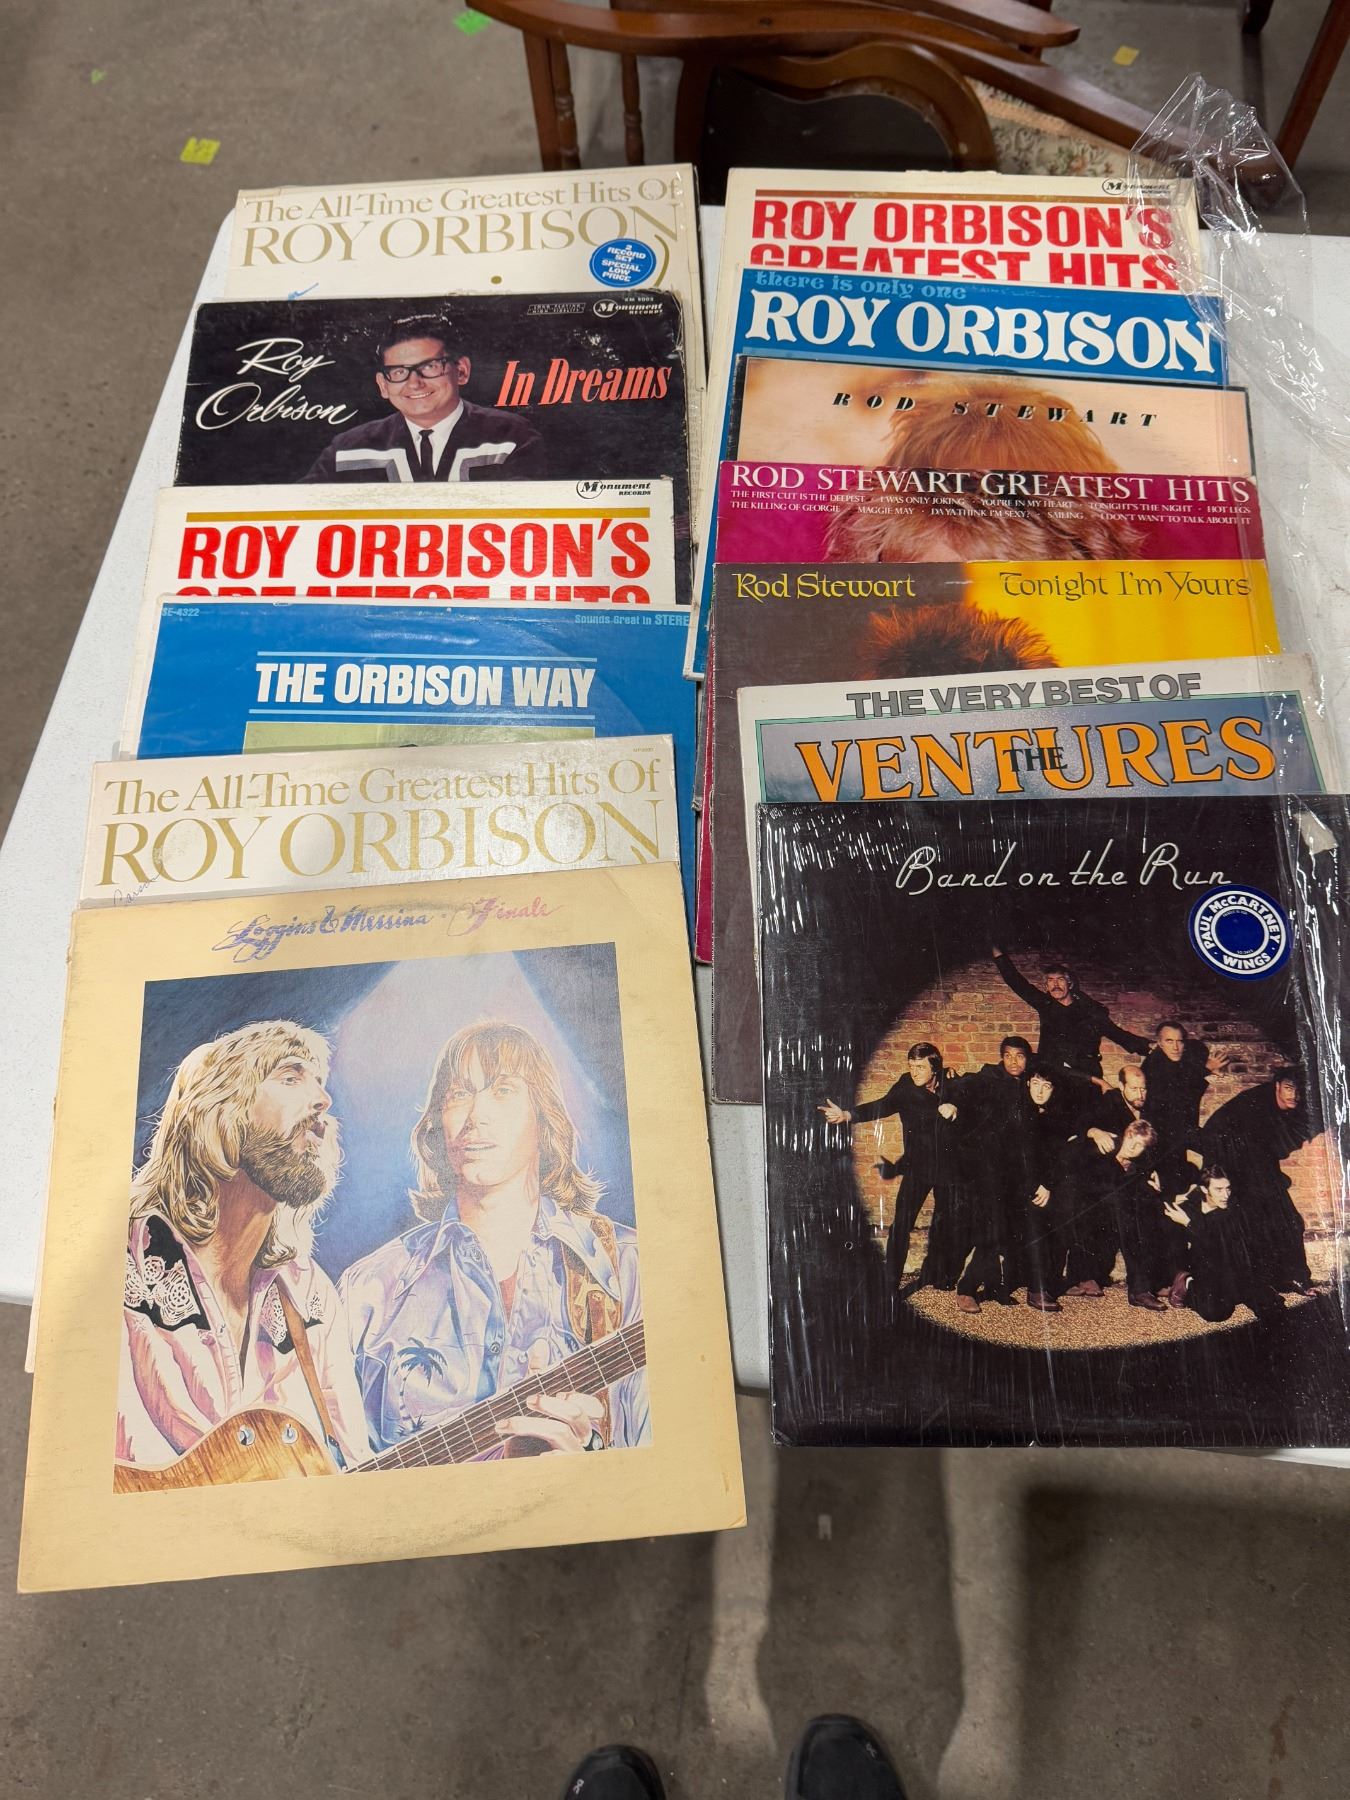 The All-Time Greatest Hits Of
ROY ORBISON
2
RECORD
SET
SPECIAL
LOW
PRICE
Monument
RECORDS
Roy
Orbison
In Dreams
Monument
RECORDS
ROY ORBISON'S
GREATEST HITS
SE-4322
Sounds Great in STEREO
THE ORBISON WAY
The All-Time Greatest Hits Of
ROY ORBISON
Loggins & Messina · Finale
Monument
ROY ORBISON'S
GREATEST HITS
there is only one
ROY ORBISON
ROD STEWART
ROD STEWART GREATEST HITS
THE FIRST CUT IS THE DEEPEST · I WAS ONLY JOKING · YOU'RE IN MY HEART · TONIGHT'S THE NIGHT · HOT LEGS
THE KILLING OF GEORGIE · MAGGIE MAY · DA YA THINK I'M SEXY? · SAILING · I DON'T WANT TO TALK ABOUT IT
Rod Stewart Tonight I'm Yours
THE VERY BEST OF
THE VENTURES
Band on the Run
PAUL McCARTNEY
· WINGS ·